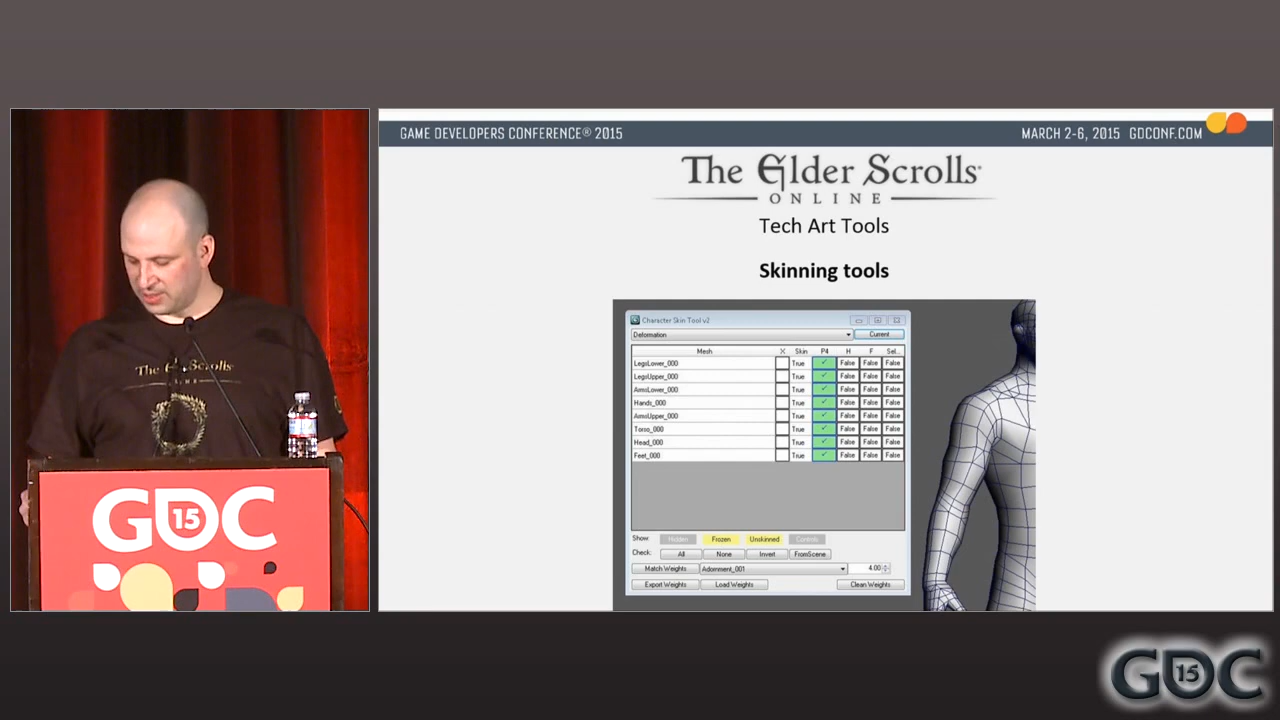 GAME DEVELOPERS CONFERENCE® 2015
MARCH 2-6, 2015 GDCONF.COM
The Elder Scrolls®
ONLINE
Tech Art Tools
Skinning tools
Character Skin Tool v2
Deformation
Current
Mesh X Skin P4 H F Sel...
LegsLower_000 True ✓ False False False
LegsUpper_000 True ✓ False False False
ArmsLower_000 True ✓ False False False
Hands_000 True ✓ False False False
ArmsUpper_000 True ✓ False False False
Torso_000 True ✓ False False False
Head_000 True ✓ False False False
Feet_000 True ✓ False False False
Show: Hidden Frozen Unskinned Controls
Check: All None Invert FromScene
Match Weights Adornment_001 4.00
Export Weights Load Weights Clean Weights
The Elder Scrolls
GDC
15
GDC
15